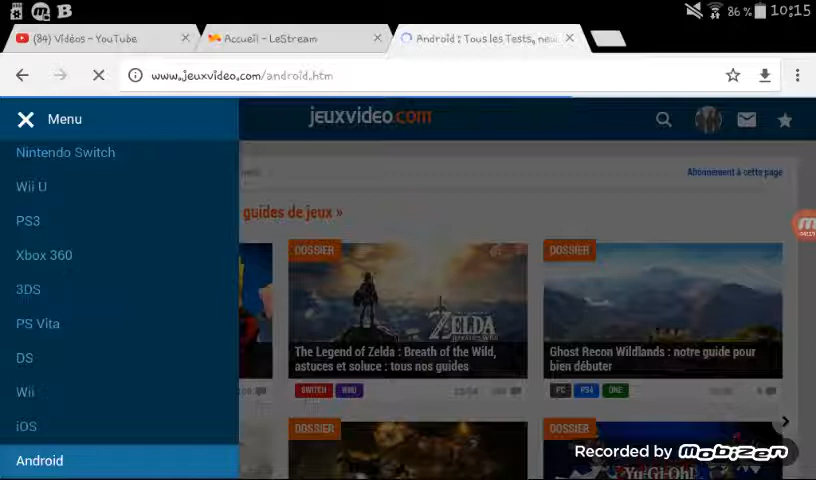 86 % 10:15
(84) Vidéos - YouTube
Accueil - LeStream
Android : Tous les Tests, new
www.jeuxvideo.com/android.htm
Menu
jeuxvideo.com
Nintendo Switch
Wii U
PS3
Xbox 360
3DS
PS Vita
DS
Wii
iOS
Android
Abonnement à cette page
guides de jeux »
DOSSIER
ZELDA
The Legend of Zelda : Breath of the Wild,
astuces et soluce : tous nos guides
SWITCH WIIU
DOSSIER
Ghost Recon Wildlands : notre guide pour
bien débuter
PC PS4 ONE
DOSSIER
DOSSIER
Yu-Gi-Oh!
Recorded by Mobizen